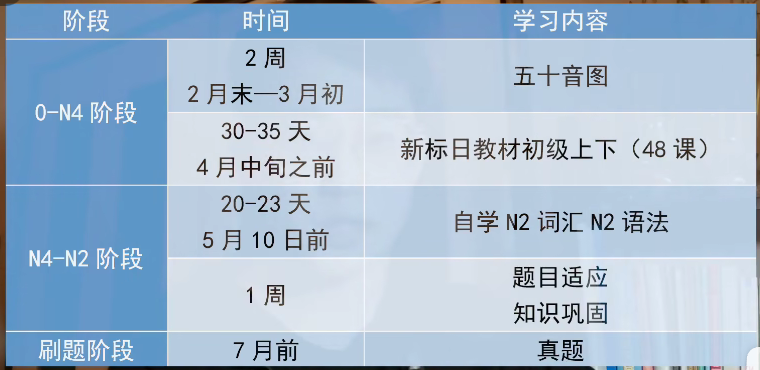 阶段 时间 学习内容
0-N4 阶段
2 周
2 月末—3 月初
五十音图
30-35 天
4 月中旬之前
新标日教材初级上下（48 课）
N4-N2 阶段
20-23 天
5 月 10 日前
自学 N2 词汇 N2 语法
1 周
题目适应
知识巩固
刷题阶段 7 月前 真题